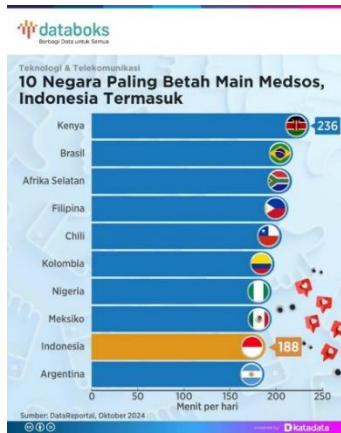 databoks
Berbagi Data untuk Semua
Teknologi & Telekomunikasi
10 Negara Paling Betah Main Medsos,
Indonesia Termasuk
Kenya 236
Brasil
Afrika Selatan
Filipina
Chili
Kolombia
Nigeria
Meksiko
Indonesia 188
Argentina
0 50 100 150 200 250
Menit per hari
Sumber: DataReportal, Oktober 2024
powered by katadata